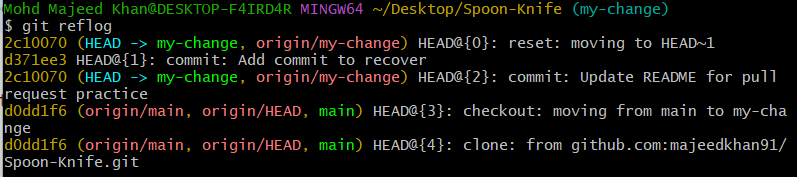 Mohd Majeed Khan@DESKTOP-F4IRD4R MINGW64 ~/Desktop/Spoon-Knife (my-change)
$ git reflog
2c10070 (HEAD -> my-change, origin/my-change) HEAD@{0}: reset: moving to HEAD~1
d371ee3 HEAD@{1}: commit: Add commit to recover
2c10070 (HEAD -> my-change, origin/my-change) HEAD@{2}: commit: Update README for pull
request practice
d0dd1f6 (origin/main, origin/HEAD, main) HEAD@{3}: checkout: moving from main to my-cha
nge
d0dd1f6 (origin/main, origin/HEAD, main) HEAD@{4}: clone: from github.com:majeedkhan91/
Spoon-Knife.git